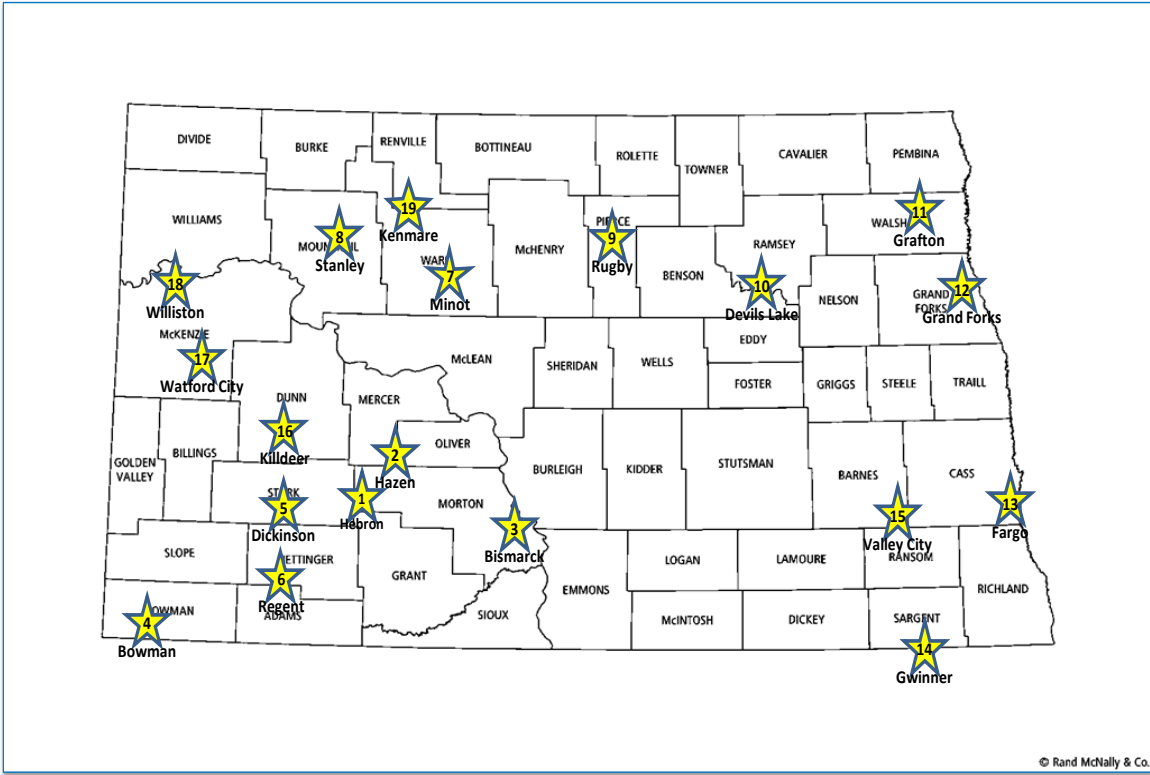 DIVIDE
BURKE
RENVILLE
BOTTINEAU
ROLETTE
TOWNER
CAVALIER
PEMBINA
WILLIAMS
19
Kenmare
8
Stanley
McHENRY
9
Rugby
RAMSEY
WALSH
11
Grafton
7
Minot
BENSON
18
Williston
10
Devils Lake
NELSON
GRAND
FORKS
12
Grand Forks
McKENZIE
17
Watford City
McLEAN
SHERIDAN
WELLS
EDDY
FOSTER
GRIGGS
STEELE
TRAILL
DUNN
16
Killdeer
MERCER
OLIVER
2
Hazen
GOLDEN
VALLEY
BILLINGS
BURLEIGH
KIDDER
STUTSMAN
BARNES
CASS
5
Dickinson
1
Hebron
MORTON
3
Bismarck
15
Valley City
13
Fargo
SLOPE
6
Regent
GRANT
EMMONS
LOGAN
LAMOURE
RANSOM
RICHLAND
4
Bowman
ADAMS
SIOUX
McINTOSH
DICKEY
SARGENT
14
Gwinner
© Rand McNally & Co.